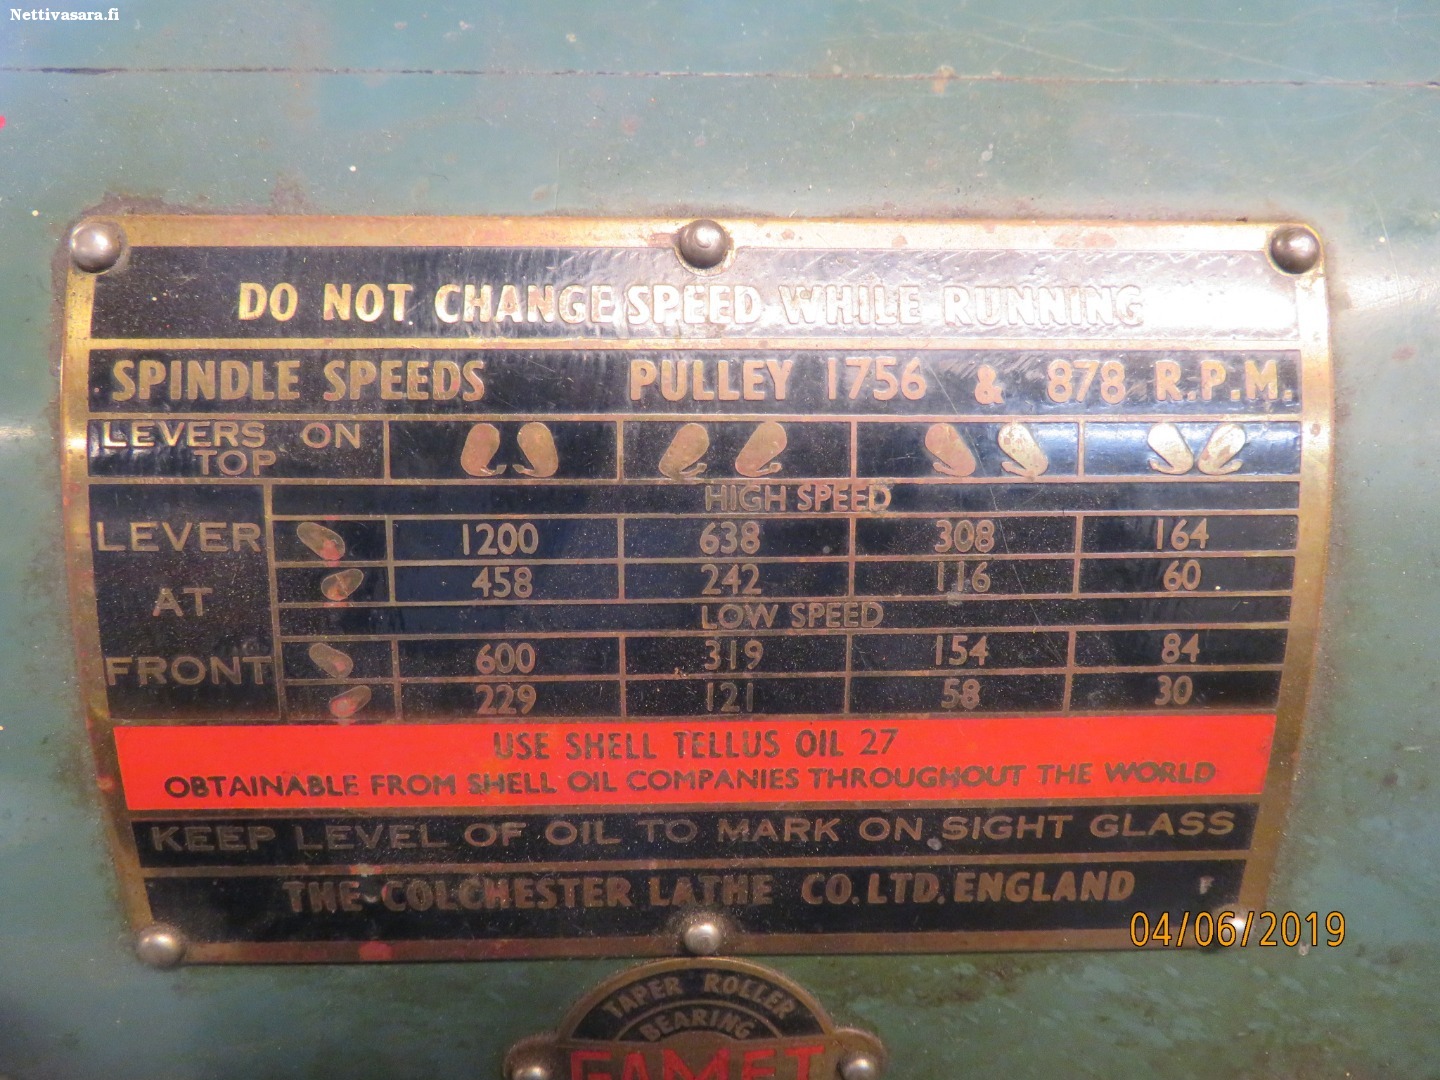 Nettivasara.fi
DO NOT CHANGE SPEED WHILE RUNNING
SPINDLE SPEEDS PULLEY 1756 & 878 R.P.M.
LEVERS ON
TOP
HIGH SPEED
LEVER
AT
FRONT
1200 638 308 164
458 242 116 60
LOW SPEED
600 319 154 84
229 121 58 30
USE SHELL TELLUS OIL 27
OBTAINABLE FROM SHELL OIL COMPANIES THROUGHOUT THE WORLD
KEEP LEVEL OF OIL TO MARK ON SIGHT GLASS
THE COLCHESTER LATHE CO. LTD. ENGLAND F
04/06/2019
TAPER ROLLER
BEARING
GAMET